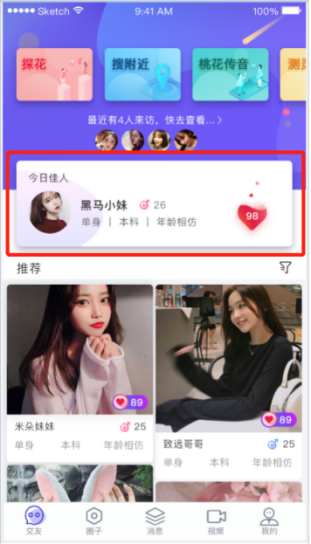 Sketch 9:41 AM 100%
探花 搜附近 桃花传音 测灵
最近有4人来访，快去查看...
今日佳人
黑马小妹 26
单身 | 本科 | 年龄相仿
98
推荐
89 89
米朵妹妹 25
单身 本科 年龄相仿
致远哥哥 25
单身 本科 年龄相仿
交友 圈子 消息 视频 我的